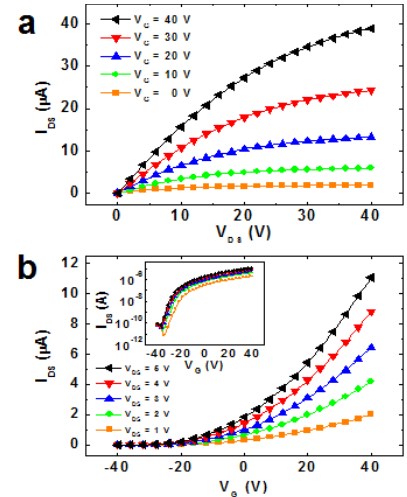 a
V_G = 40 V
V_G = 30 V
V_G = 20 V
V_G = 10 V
V_G = 0 V
40
30
20
10
0
I_DS (µA)
0 10 20 30 40
V_DS (V)
b
12
10
8
6
4
2
0
I_DS (µA)
10^-6
10^-8
10^-10
10^-12
I_DS (A)
-40 -20 0 20 40
V_G (V)
V_DS = 5 V
V_DS = 4 V
V_DS = 3 V
V_DS = 2 V
V_DS = 1 V
-40 -20 0 20 40
V_G (V)